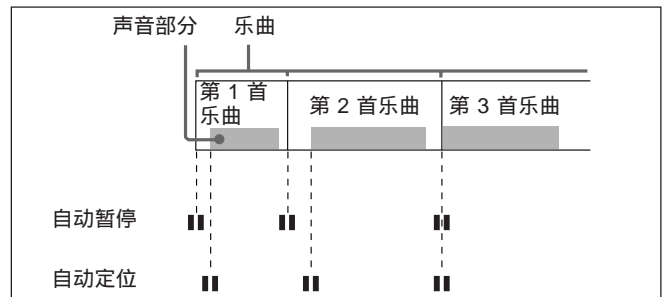 声音部分 乐曲
第 1 首
乐曲
第 2 首乐曲
第 3 首乐曲
自动暂停
自动定位